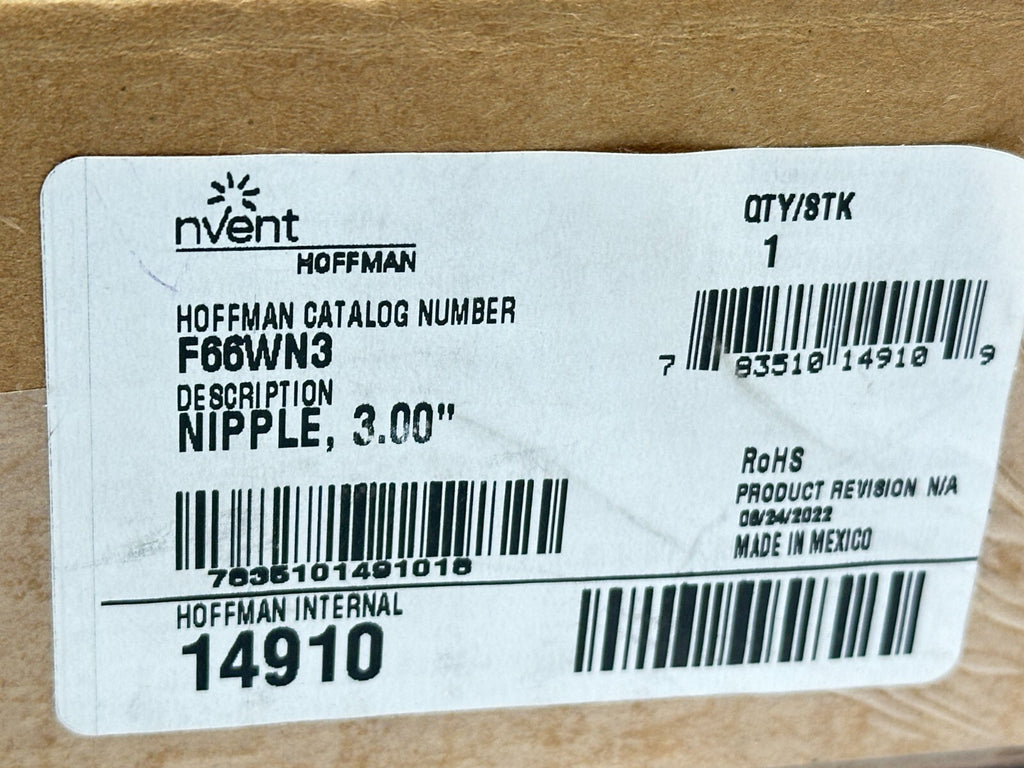 nvent
HOFFMAN
HOFFMAN CATALOG NUMBER
F66WN3
DESCRIPTION
NIPPLE, 3.00"
QTY/STK
1
7 83510 14910 9
RoHS
PRODUCT REVISION N/A
06/24/2022
MADE IN MEXICO
7835101491018
HOFFMAN INTERNAL
14910